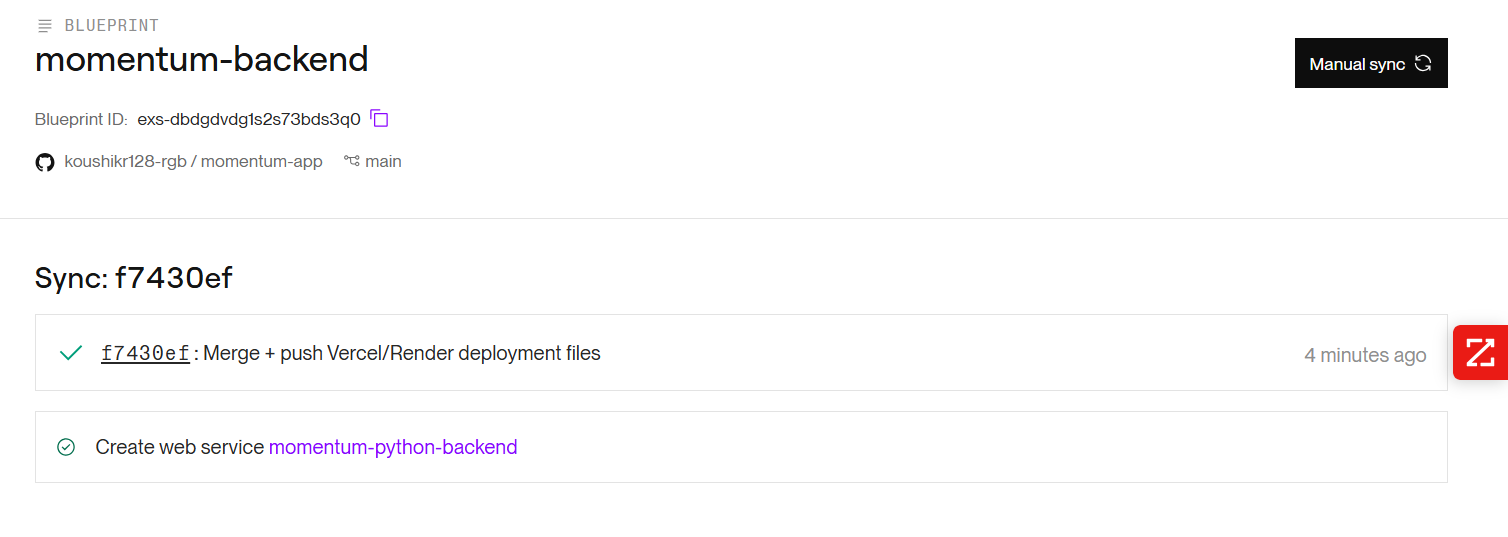 BLUEPRINT
momentum-backend
Manual sync
Blueprint ID: exs-dbdgdvdg1s2s73bds3q0
koushikr128-rgb / momentum-app main
Sync: f7430ef
f7430ef : Merge + push Vercel/Render deployment files
4 minutes ago
Create web service momentum-python-backend